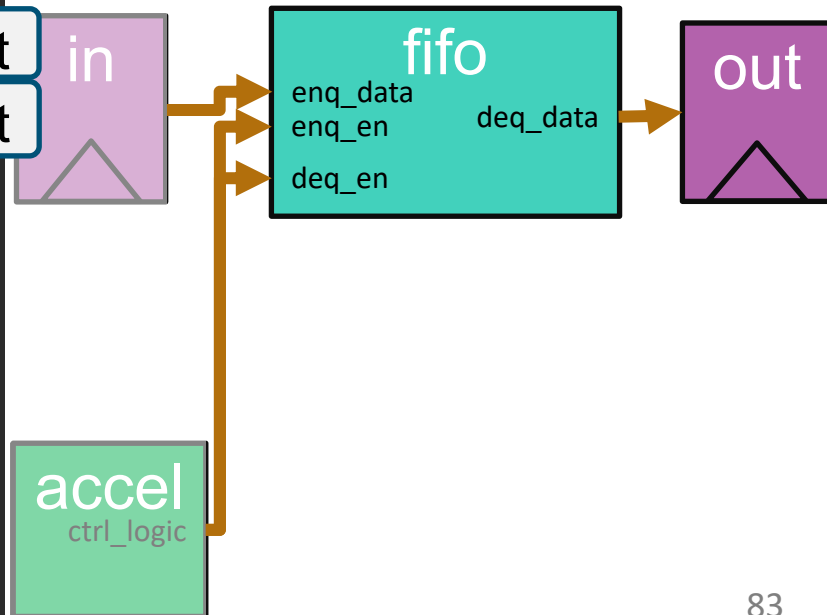 t
t
in
fifo
enq_data
enq_en
deq_en
deq_data
out
accel
ctrl_logic
83